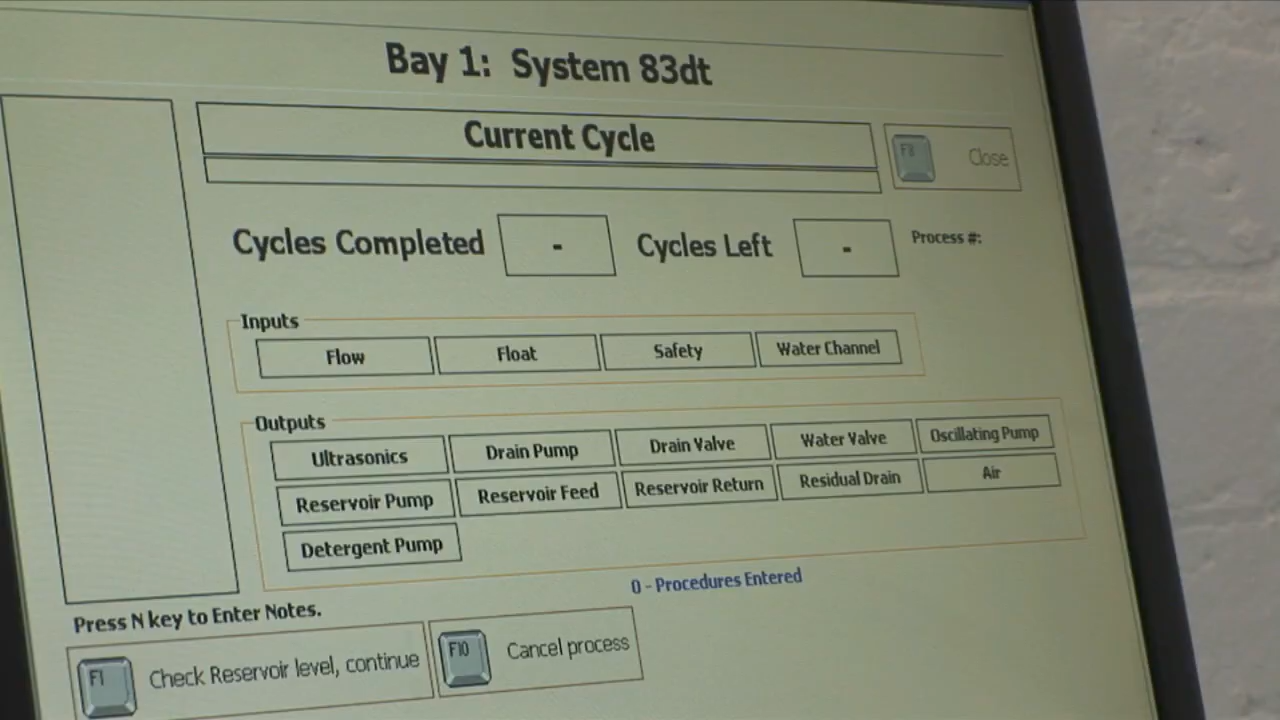 Bay 1: System 83dt
Current Cycle
F3 Close
Cycles Completed - Cycles Left - Process #:
Inputs
Flow Float Safety Water Channel
Outputs
Ultrasonics Drain Pump Drain Valve Water Valve Oscillating Pump
Reservoir Pump Reservoir Feed Reservoir Return Residual Drain Air
Detergent Pump
0 - Procedures Entered
Press N key to Enter Notes.
F1 Check Reservoir level, continue F10 Cancel process